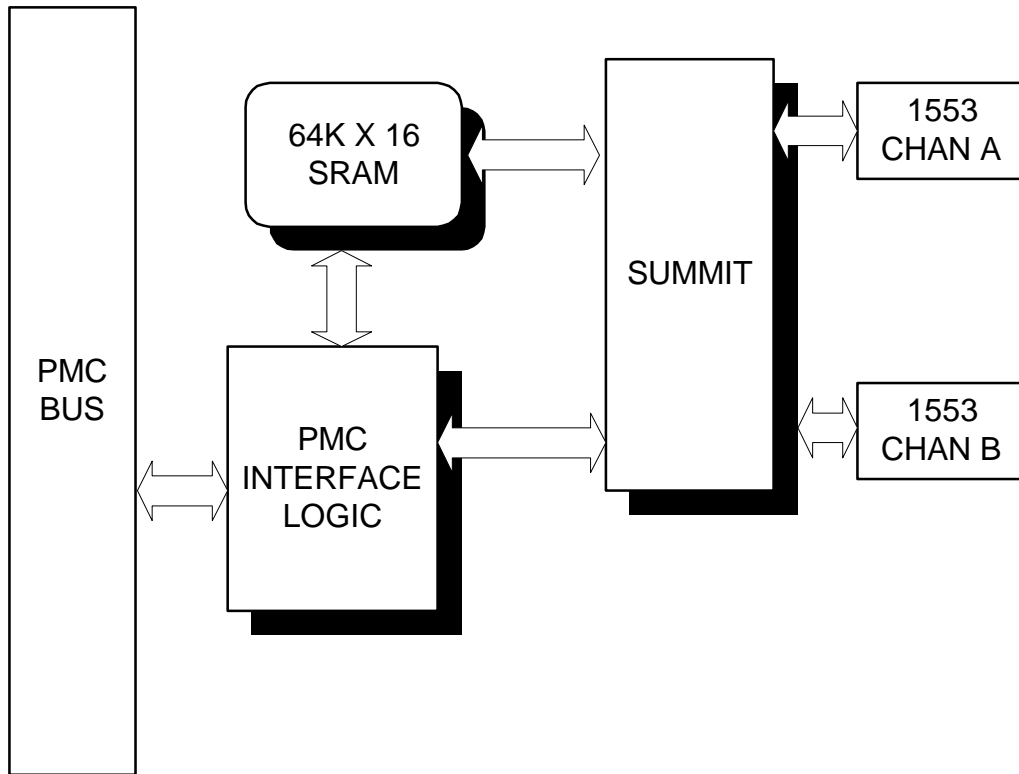 64K X 16
SRAM
1553
CHAN A
SUMMIT
PMC
BUS
PMC
INTERFACE
LOGIC
1553
CHAN B